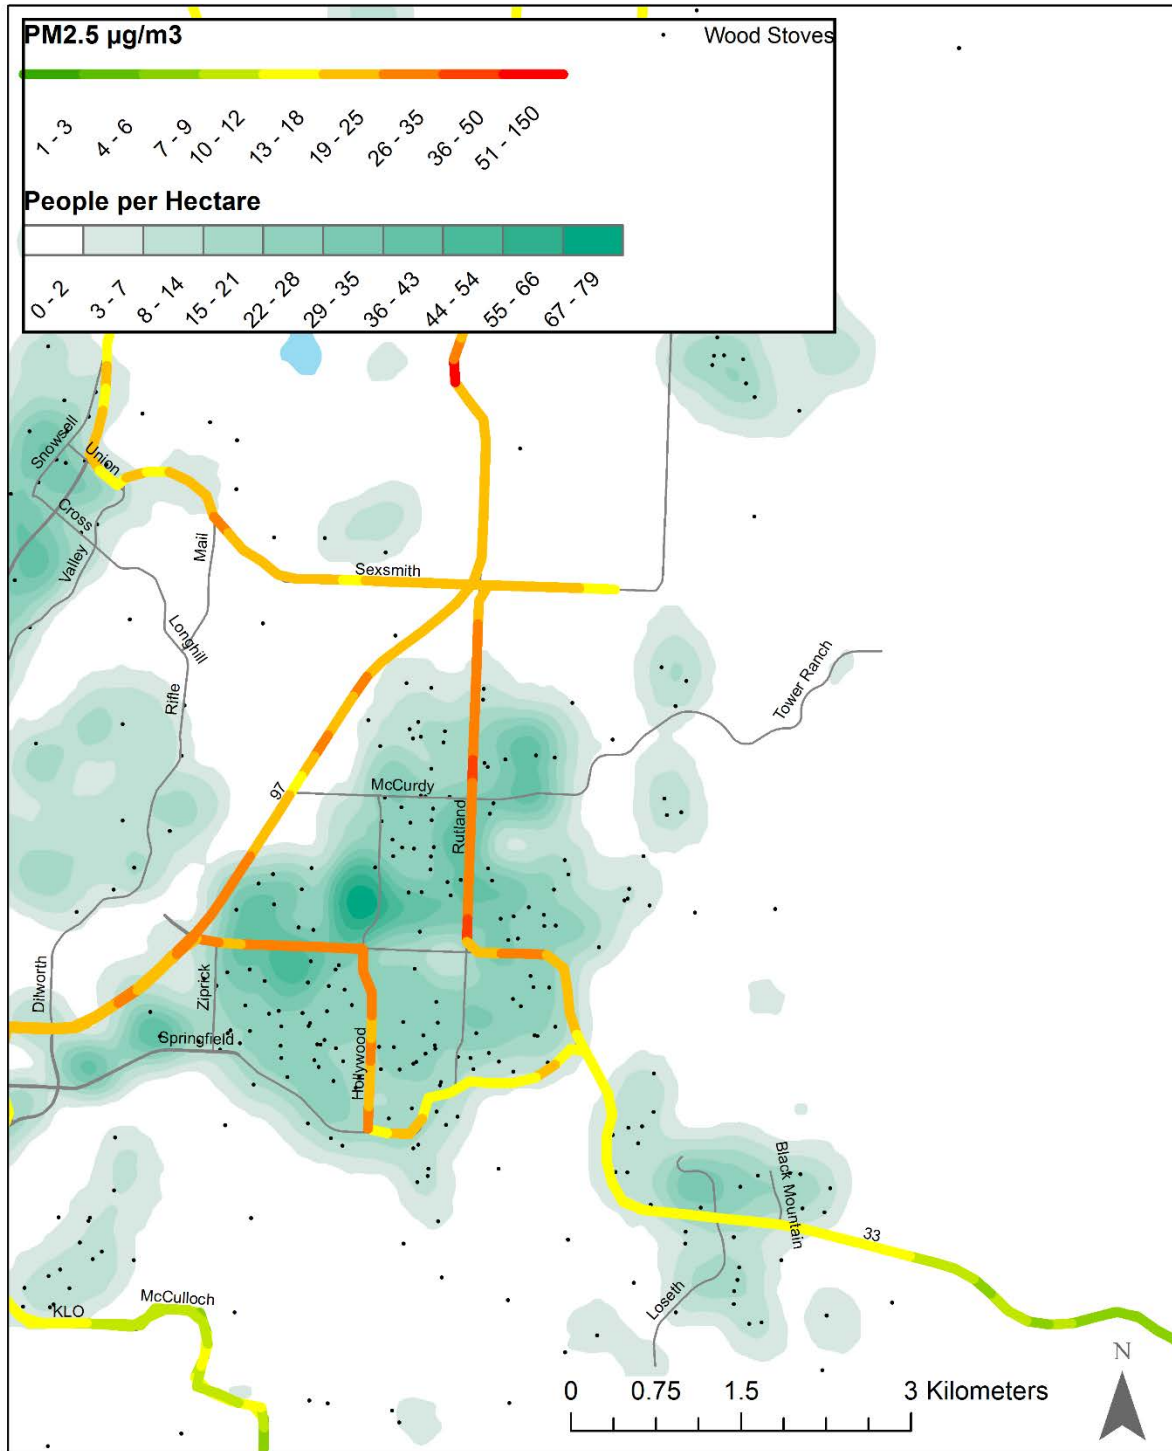 PM2.5 µg/m3
Wood Stoves
1 - 3
4 - 6
7 - 9
10 - 12
13 - 18
19 - 25
26 - 35
36 - 50
51 - 150
People per Hectare
0 - 2
3 - 7
8 - 14
15 - 21
22 - 28
29 - 35
36 - 43
44 - 54
55 - 66
67 - 79
Snowsell
Union
Cross
Valley
Mail
Sexsmith
Longhill
Rifle
Tower Ranch
97
McCurdy
Rutland
Dilworth
Ziprick
Springfield
Hollywood
Black Mountain
33
Loseth
McCulloch
KLO
N
0 0.75 1.5 3 Kilometers